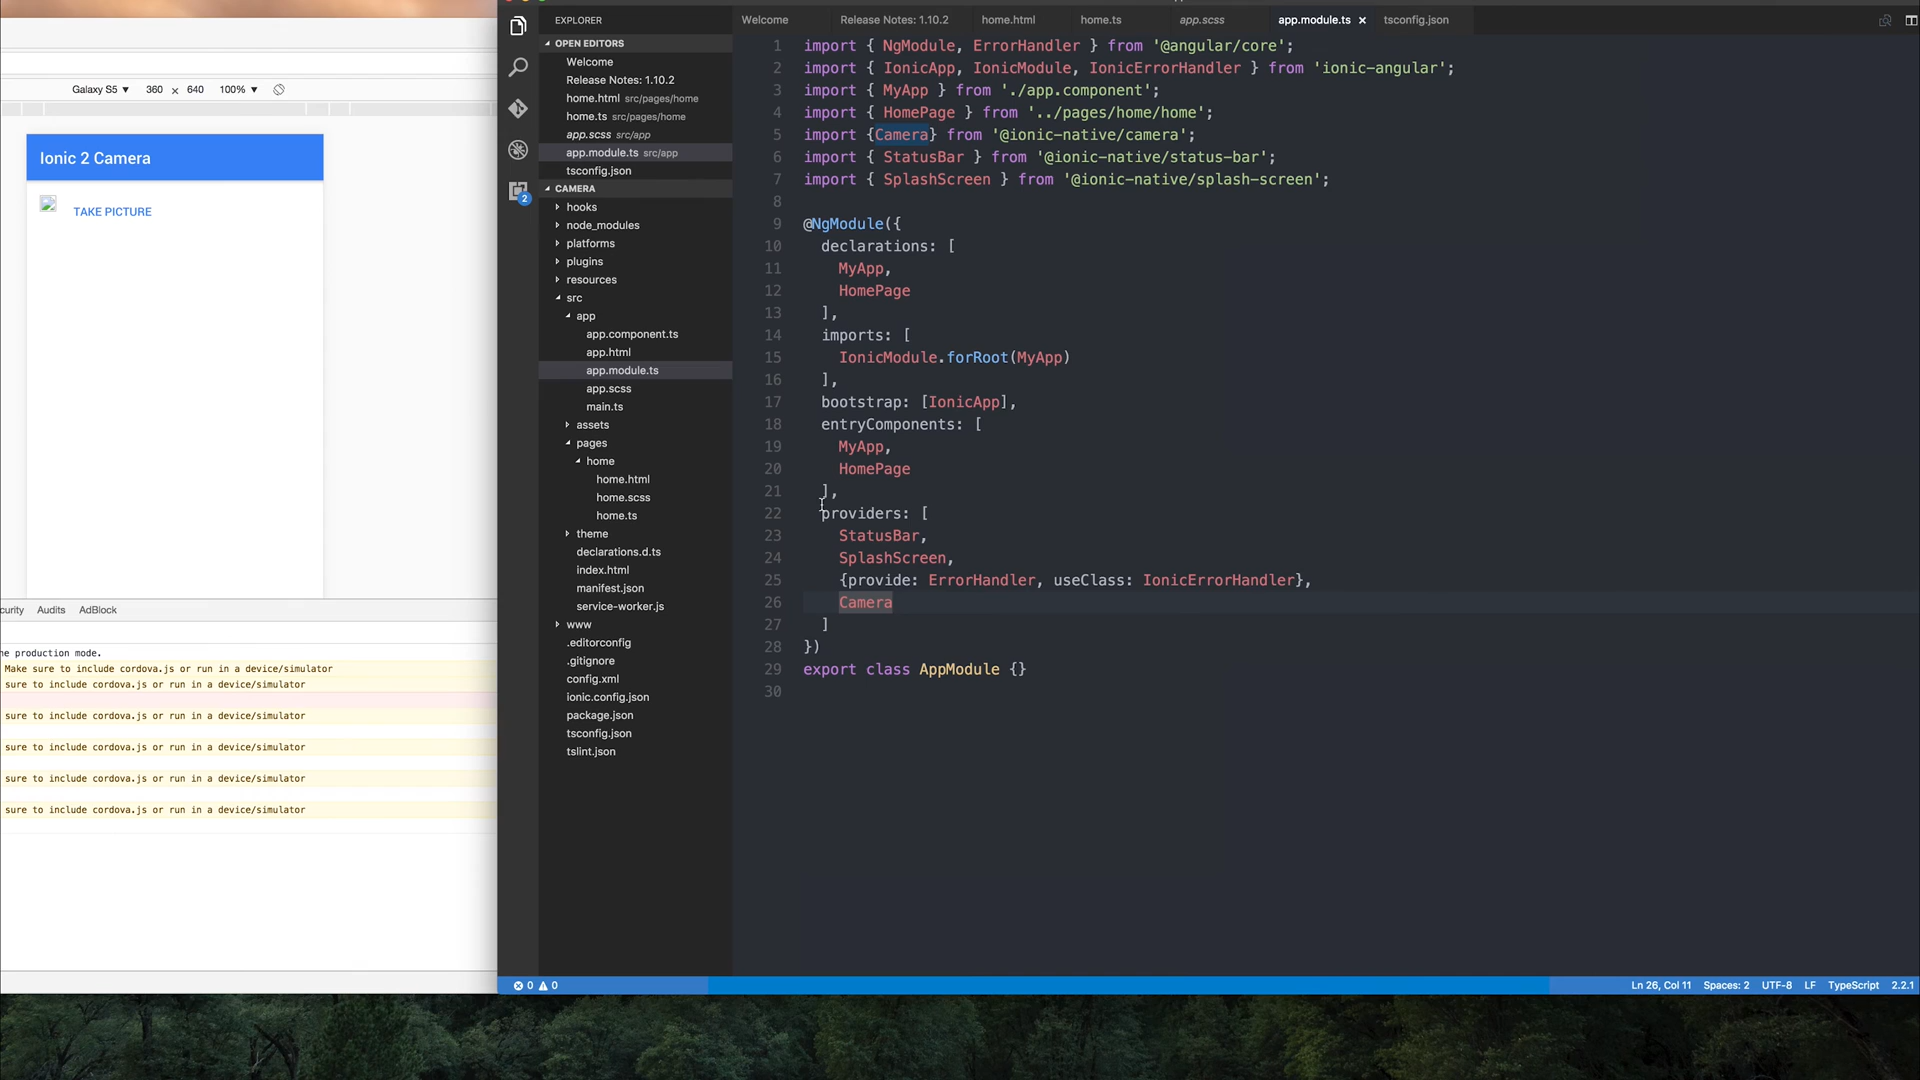 Galaxy S5 ▼ 360 × 640 100% ▼
Ionic 2 Camera
TAKE PICTURE
curity Audits AdBlock
he production mode.
Make sure to include cordova.js or run in a device/simulator
sure to include cordova.js or run in a device/simulator
sure to include cordova.js or run in a device/simulator
sure to include cordova.js or run in a device/simulator
sure to include cordova.js or run in a device/simulator
sure to include cordova.js or run in a device/simulator
2
EXPLORER
OPEN EDITORS
Welcome
Release Notes: 1.10.2
home.html src/pages/home
home.ts src/pages/home
app.scss src/app
app.module.ts src/app
tsconfig.json
CAMERA
hooks
node_modules
platforms
plugins
resources
src
app
app.component.ts
app.html
app.module.ts
app.scss
main.ts
assets
pages
home
home.html
home.scss
home.ts
theme
declarations.d.ts
index.html
manifest.json
service-worker.js
www
.editorconfig
.gitignore
config.xml
ionic.config.json
package.json
tsconfig.json
tslint.json
Welcome Release Notes: 1.10.2 home.html home.ts app.scss app.module.ts × tsconfig.json
1 import { NgModule, ErrorHandler } from '@angular/core';
2 import { IonicApp, IonicModule, IonicErrorHandler } from 'ionic-angular';
3 import { MyApp } from './app.component';
4 import { HomePage } from '../pages/home/home';
5 import {Camera} from '@ionic-native/camera';
6 import { StatusBar } from '@ionic-native/status-bar';
7 import { SplashScreen } from '@ionic-native/splash-screen';
8
9 @NgModule({
10 declarations: [
11 MyApp,
12 HomePage
13 ],
14 imports: [
15 IonicModule.forRoot(MyApp)
16 ],
17 bootstrap: [IonicApp],
18 entryComponents: [
19 MyApp,
20 HomePage
21 ],
22 providers: [
23 StatusBar,
24 SplashScreen,
25 {provide: ErrorHandler, useClass: IonicErrorHandler},
26 Camera
27 ]
28 })
29 export class AppModule {}
30
0 0 Ln 26, Col 11 Spaces: 2 UTF-8 LF TypeScript 2.2.1